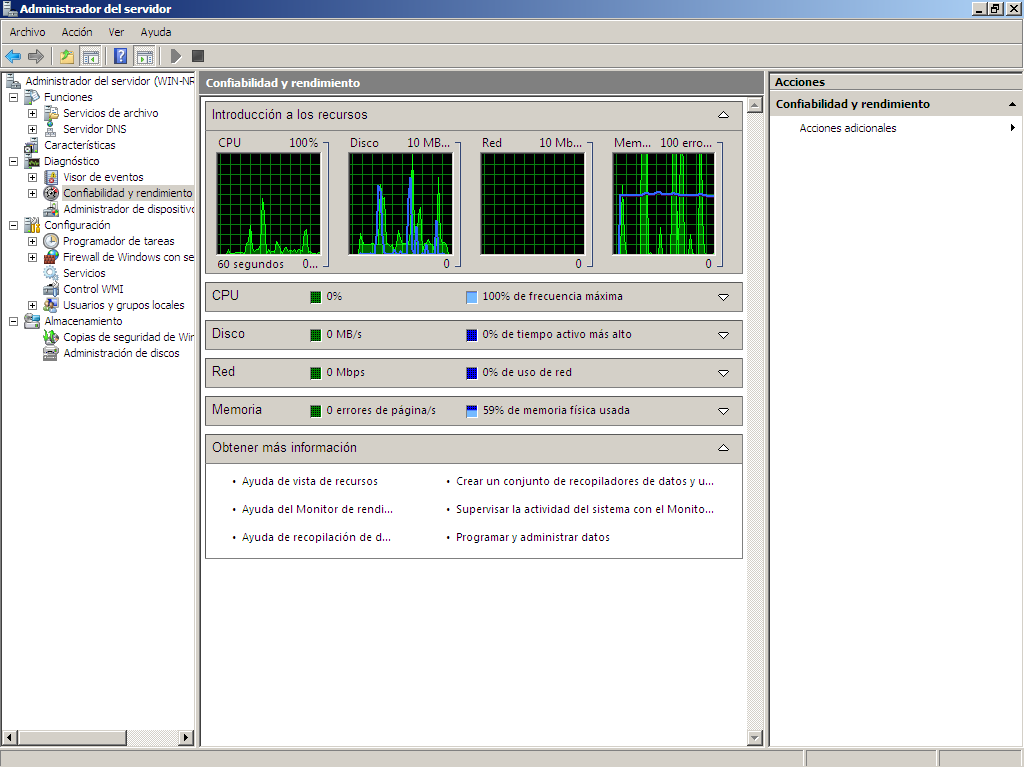 Administrador del servidor
Archivo Acción Ver Ayuda
Administrador del servidor (WIN-NR
Funciones
Servicios de archivo
Servidor DNS
Características
Diagnóstico
Visor de eventos
Confiabilidad y rendimiento
Administrador de dispositivo
Configuración
Programador de tareas
Firewall de Windows con se
Servicios
Control WMI
Usuarios y grupos locales
Almacenamiento
Copias de seguridad de Win
Administración de discos
Confiabilidad y rendimiento
Introducción a los recursos
CPU 100% Disco 10 MB... Red 10 Mb... Mem... 100 erro...
60 segundos 0... 0 0 0
CPU 0% 100% de frecuencia máxima
Disco 0 MB/s 0% de tiempo activo más alto
Red 0 Mbps 0% de uso de red
Memoria 0 errores de página/s 59% de memoria física usada
Obtener más información
• Ayuda de vista de recursos • Crear un conjunto de recopiladores de datos y u...
• Ayuda del Monitor de rendi... • Supervisar la actividad del sistema con el Monito...
• Ayuda de recopilación de d... • Programar y administrar datos
Acciones
Confiabilidad y rendimiento
Acciones adicionales